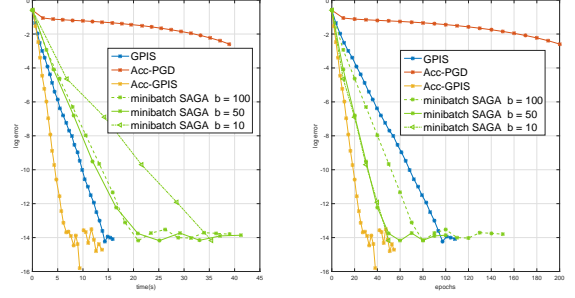 0
-2
-4
-6
-8
-10
-12
-14
-16
log error
0 5 10 15 20 25 30 35 40 45
time(s)
GPIS
Acc-PGD
Acc-GPIS
minibatch SAGA b = 100
minibatch SAGA b = 50
minibatch SAGA b = 10
0
-2
-4
-6
-8
-10
-12
-14
-16
log error
0 20 40 60 80 100 120 140 160 180 200
epochs
GPIS
Acc-PGD
Acc-GPIS
minibatch SAGA b = 100
minibatch SAGA b = 50
minibatch SAGA b = 10